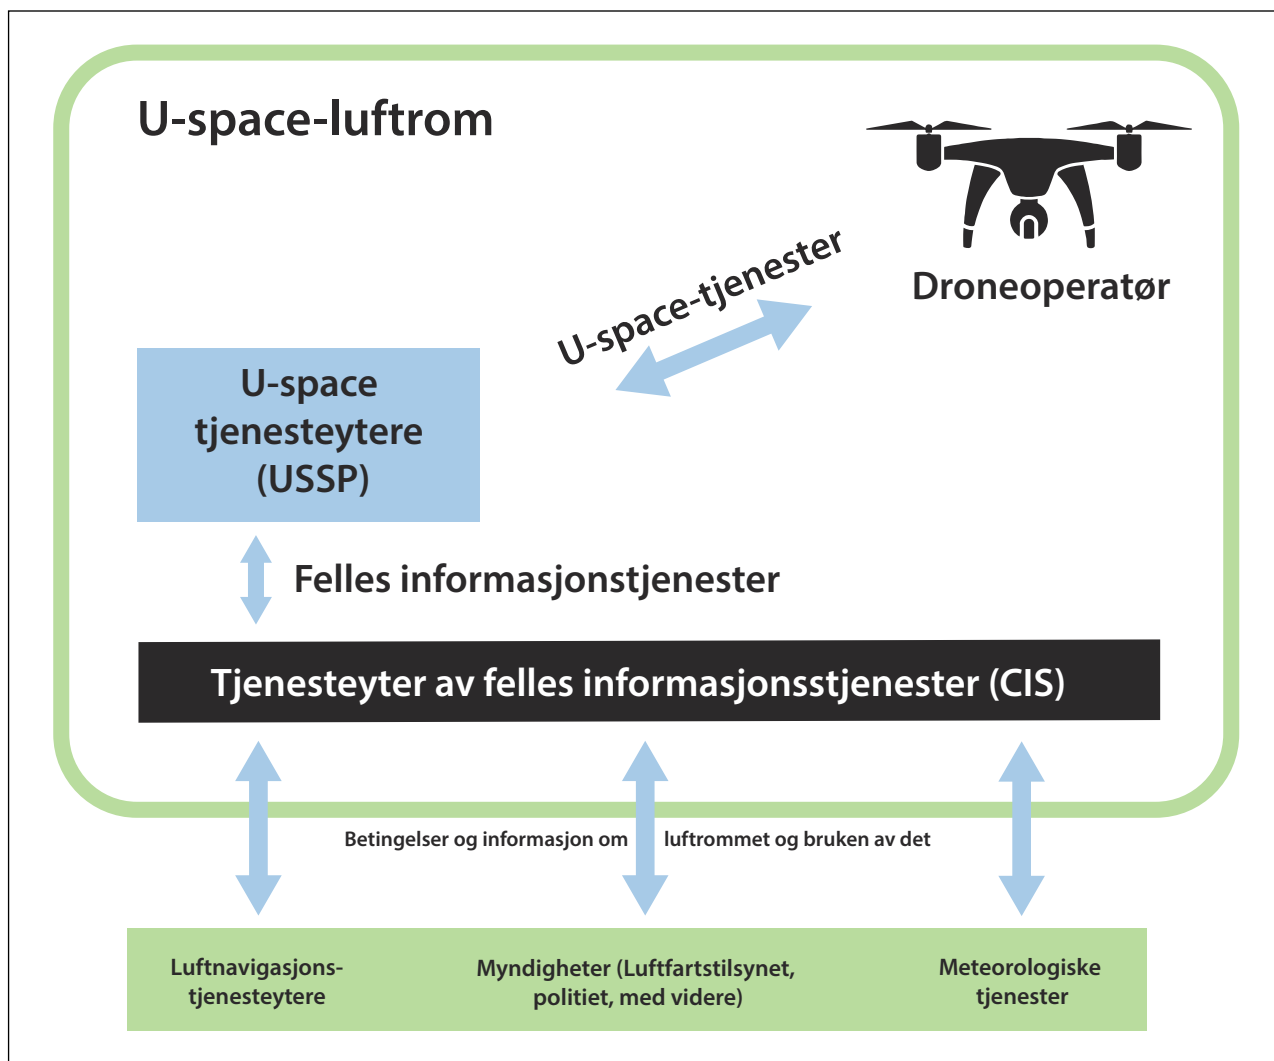 U-space-luftrom
U-space-tjenester
Droneoperatør
U-space
tjenesteytere
(USSP)
Felles informasjonstjenester
Tjenesteyter av felles informasjonsstjenester (CIS)
Betingelser og informasjon om luftrommet og bruken av det
Luftnavigasjons-
tjenesteytere
Myndigheter (Luftfartstilsynet,
politiet, med videre)
Meteorologiske
tjenester